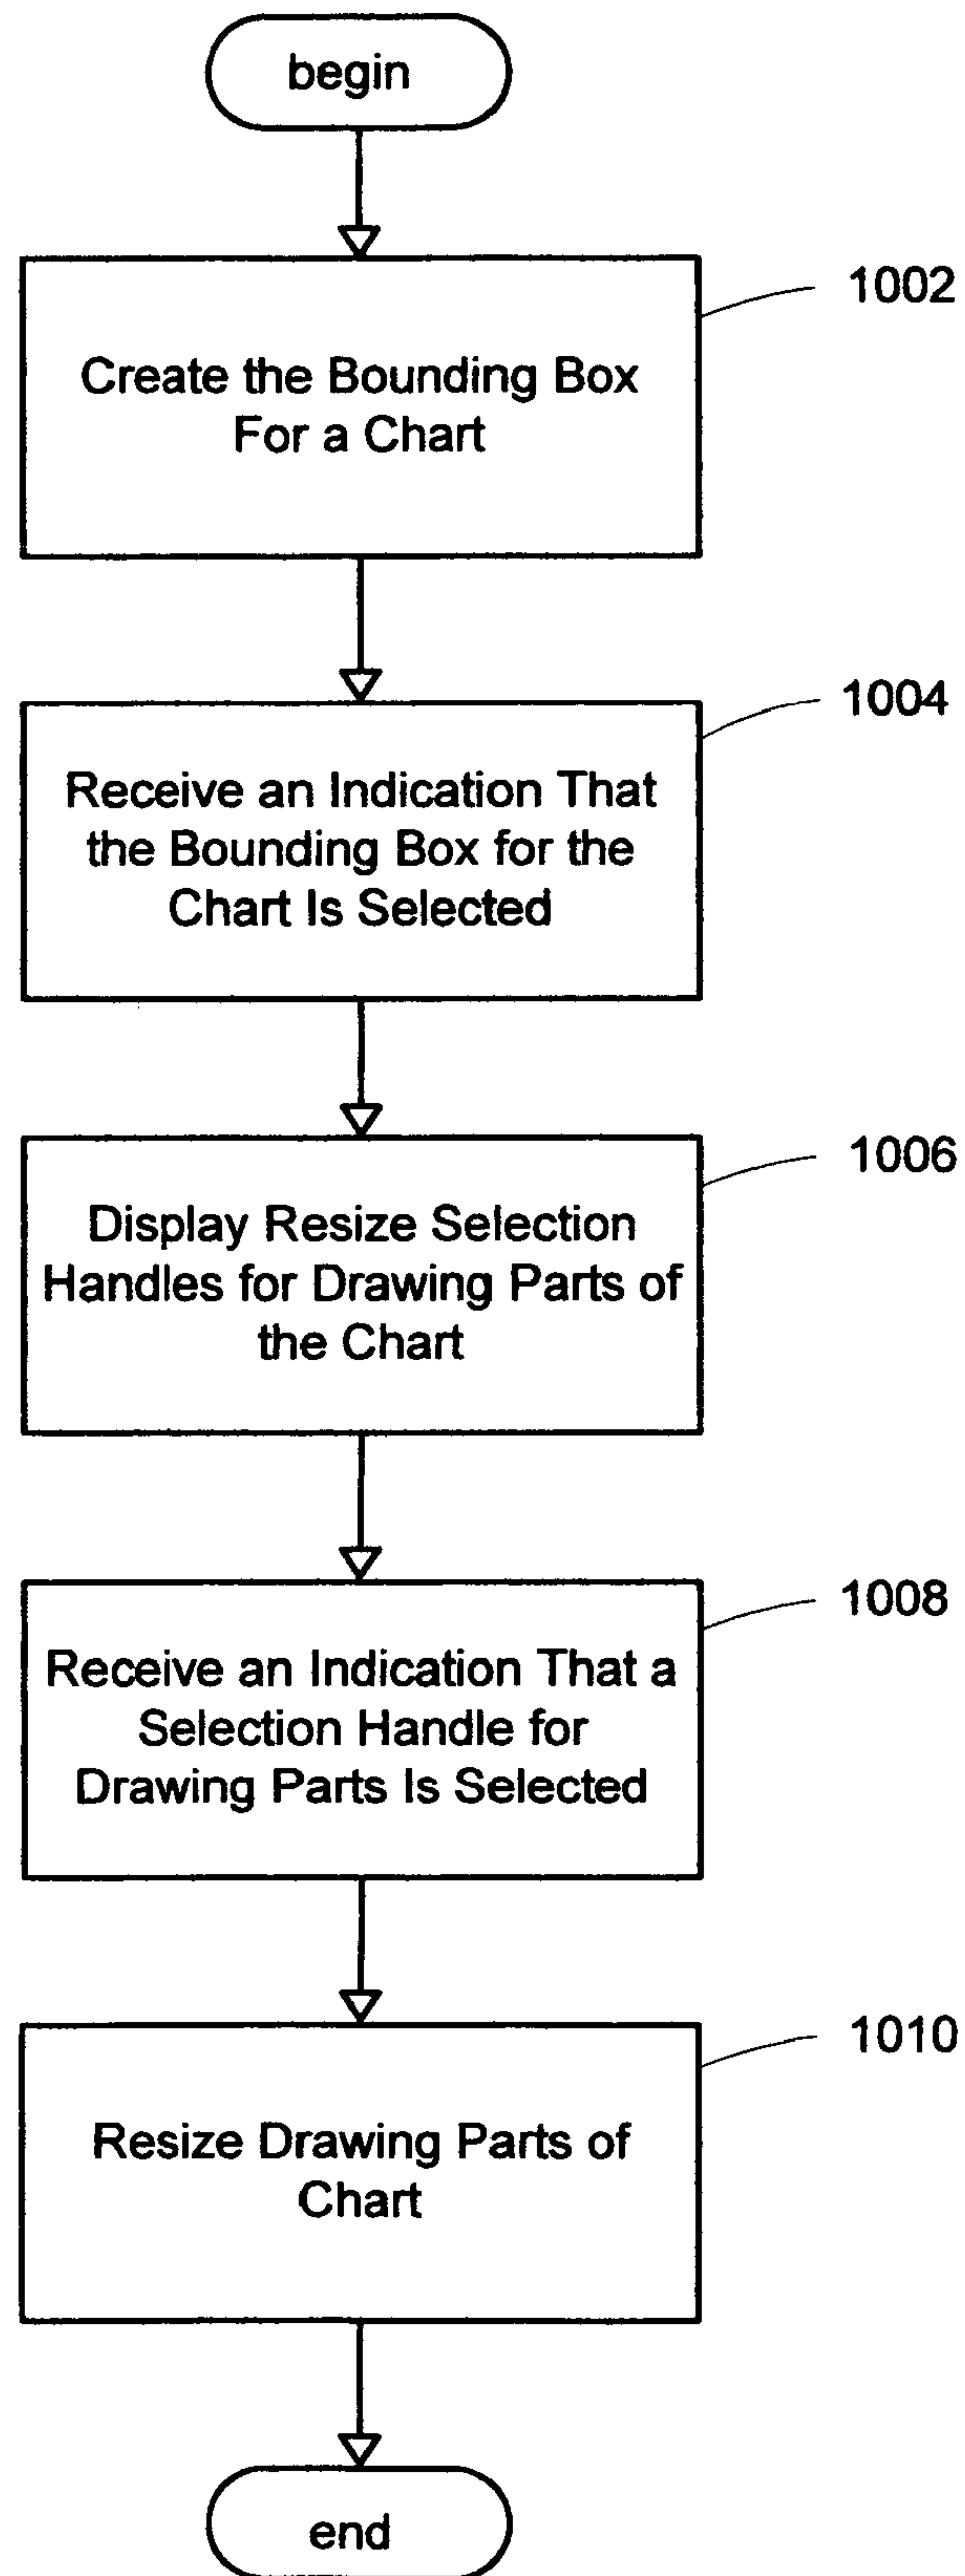 begin
1002
Create the Bounding Box
For a Chart
1004
Receive an Indication That
the Bounding Box for the
Chart Is Selected
1006
Display Resize Selection
Handles for Drawing Parts of
the Chart
1008
Receive an Indication That a
Selection Handle for
Drawing Parts Is Selected
1010
Resize Drawing Parts of
Chart
end